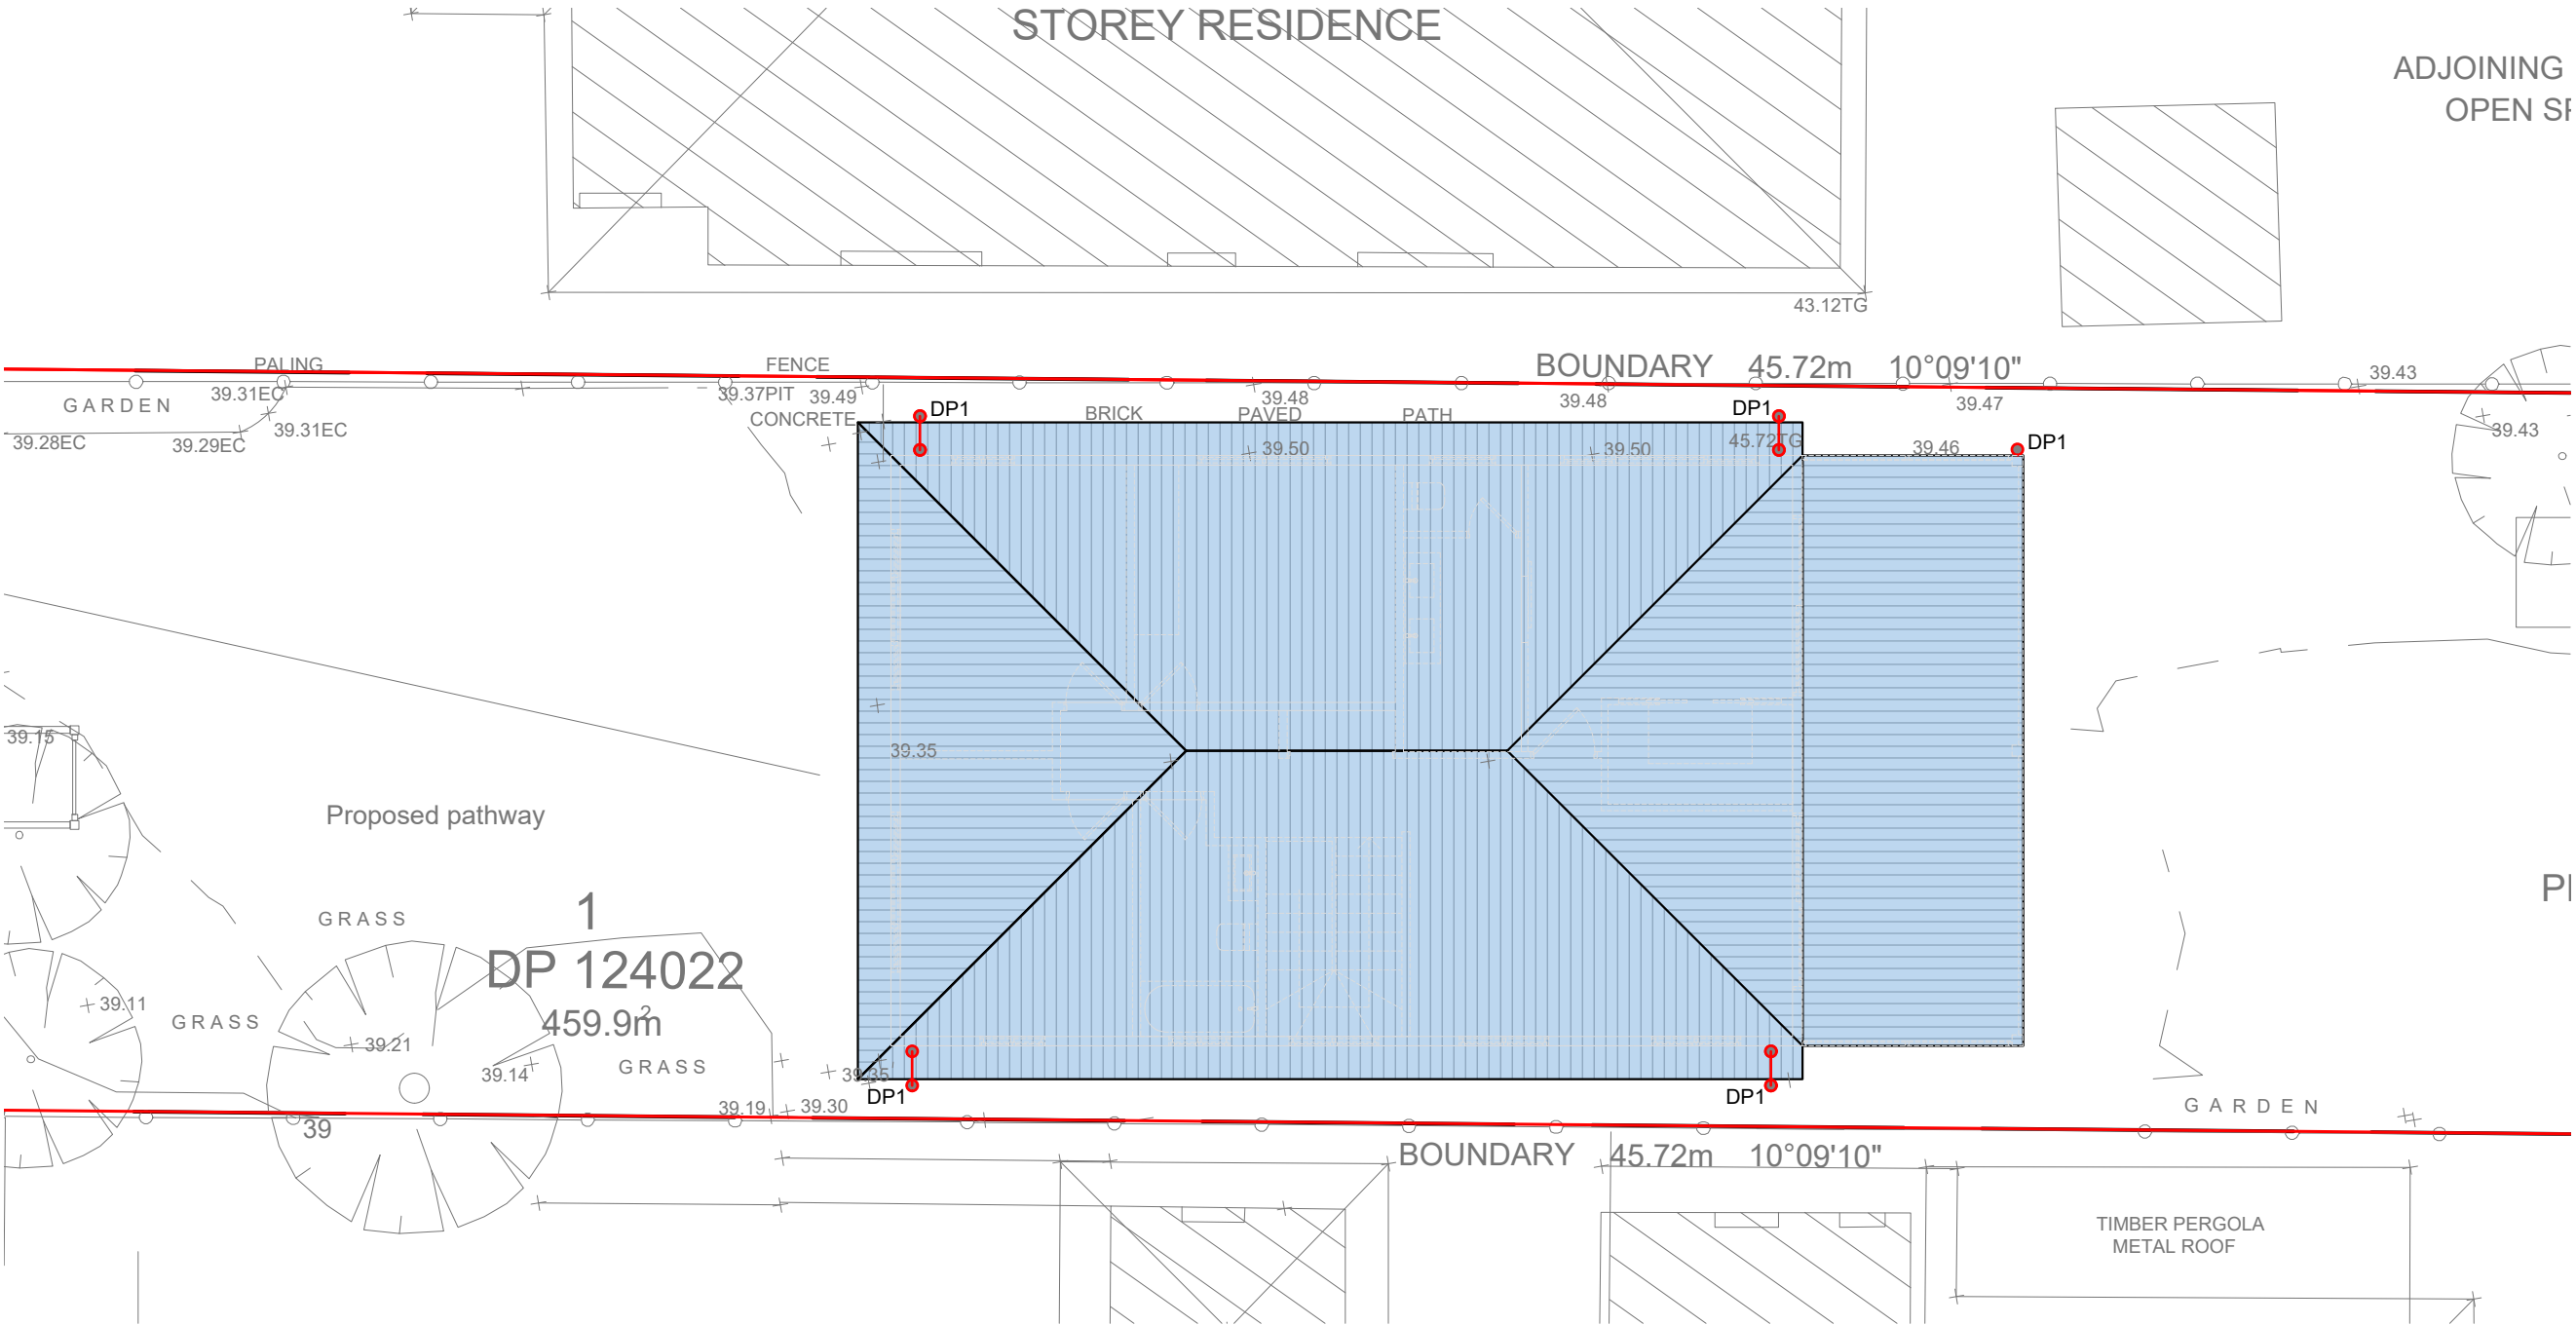 STOREY RESIDENCE
ADJOINING
OPEN SP
43.12TG
PALING
FENCE
BOUNDARY 45.72m 10°09'10"
39.43
39.31EC
39.37PIT
39.49
39.48
39.48
39.47
GARDEN
CONCRETE
DP1
BRICK PAVED PATH
DP1
39.28EC
39.29EC
39.31EC
39.50
39.50
45.72TG
39.46
DP1
39.43
39.15
39.35
Proposed pathway
1
DP 124022
459.9m²
GRASS
39.11
GRASS
39.21
39.14
GRASS
39.35
DP1
DP1
39.19
39.30
39
GARDEN
BOUNDARY 45.72m 10°09'10"
TIMBER PERGOLA
METAL ROOF